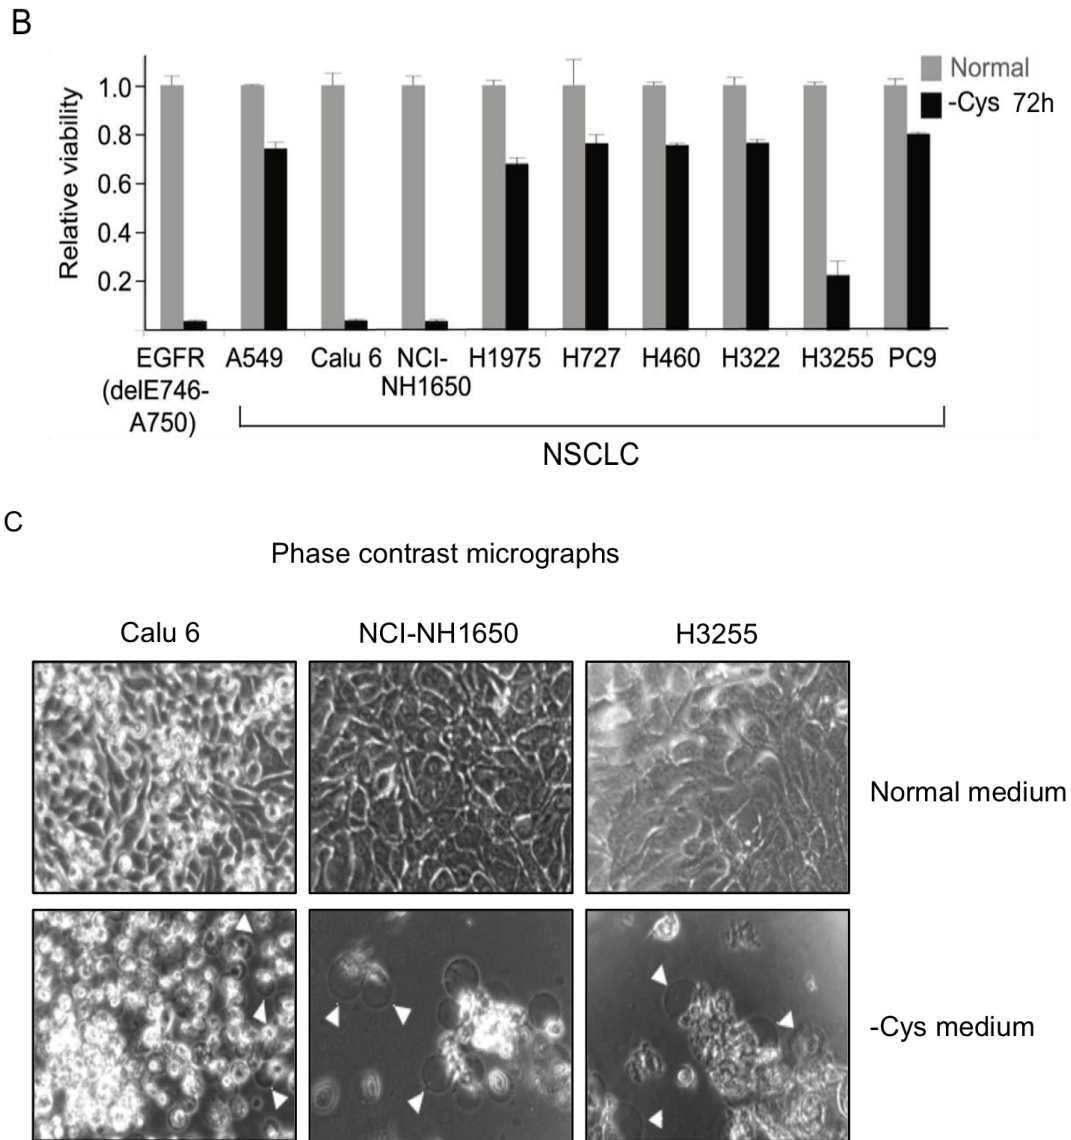 B
Relative viability
1.0
0.8
0.6
0.4
0.2
Normal
-Cys 72h
EGFR
(delE746-
A750)
A549
Calu 6
NCI-
NH1650
H1975
H727
H460
H322
H3255
PC9
NSCLC
C
Phase contrast micrographs
Calu 6
NCI-NH1650
H3255
Normal medium
-Cys medium